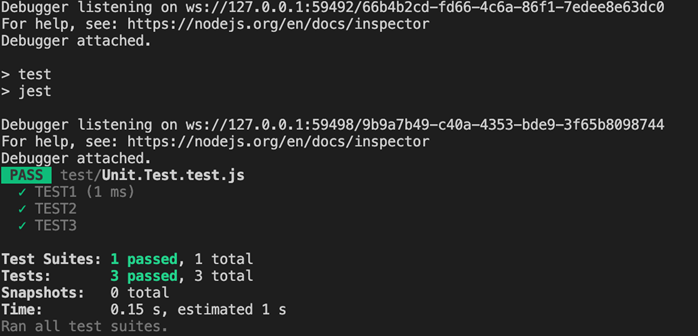 Debugger listening on ws://127.0.0.1:59492/66b4b2cd-fd66-4c6a-86f1-7edee8e63dc0
For help, see: https://nodejs.org/en/docs/inspector
Debugger attached.
> test
> jest
Debugger listening on ws://127.0.0.1:59498/9b9a7b49-c40a-4353-bde9-3f65b8098744
For help, see: https://nodejs.org/en/docs/inspector
Debugger attached.
PASS test/Unit.Test.test.js
✓ TEST1 (1 ms)
✓ TEST2
✓ TEST3
Test Suites: 1 passed, 1 total
Tests: 3 passed, 3 total
Snapshots: 0 total
Time: 0.15 s, estimated 1 s
Ran all test suites.